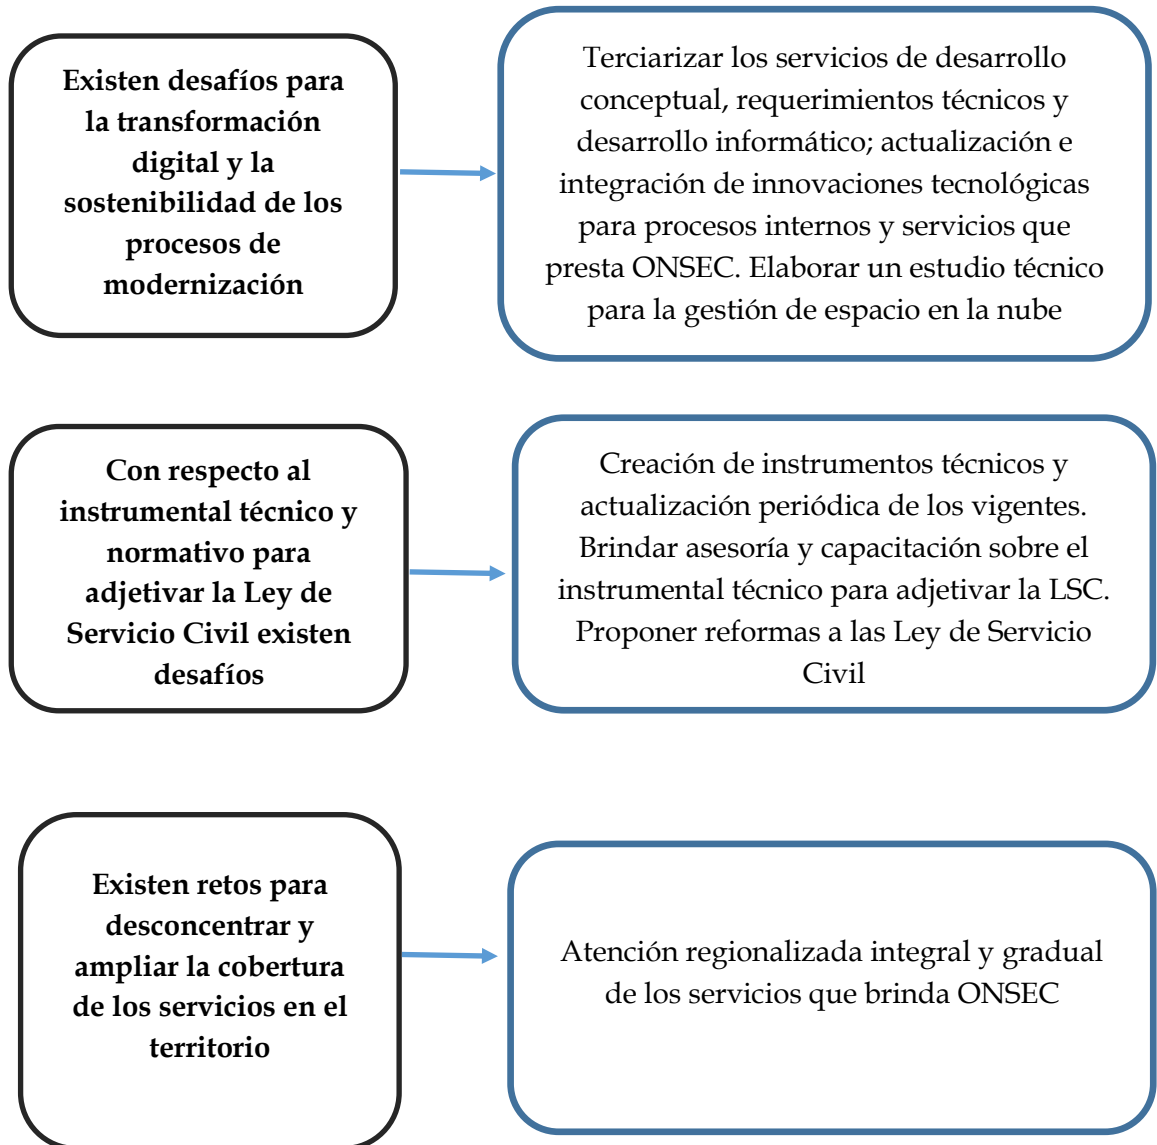 Existen desafíos para
la transformación
digital y la
sostenibilidad de los
procesos de
modernización
Terciarizar los servicios de desarrollo
conceptual, requerimientos técnicos y
desarrollo informático; actualización e
integración de innovaciones tecnológicas
para procesos internos y servicios que
presta ONSEC. Elaborar un estudio técnico
para la gestión de espacio en la nube
Con respecto al
instrumental técnico y
normativo para
adjetivar la Ley de
Servicio Civil existen
desafíos
Creación de instrumentos técnicos y
actualización periódica de los vigentes.
Brindar asesoría y capacitación sobre el
instrumental técnico para adjetivar la LSC.
Proponer reformas a las Ley de Servicio
Civil
Existen retos para
desconcentrar y
ampliar la cobertura
de los servicios en el
territorio
Atención regionalizada integral y gradual
de los servicios que brinda ONSEC